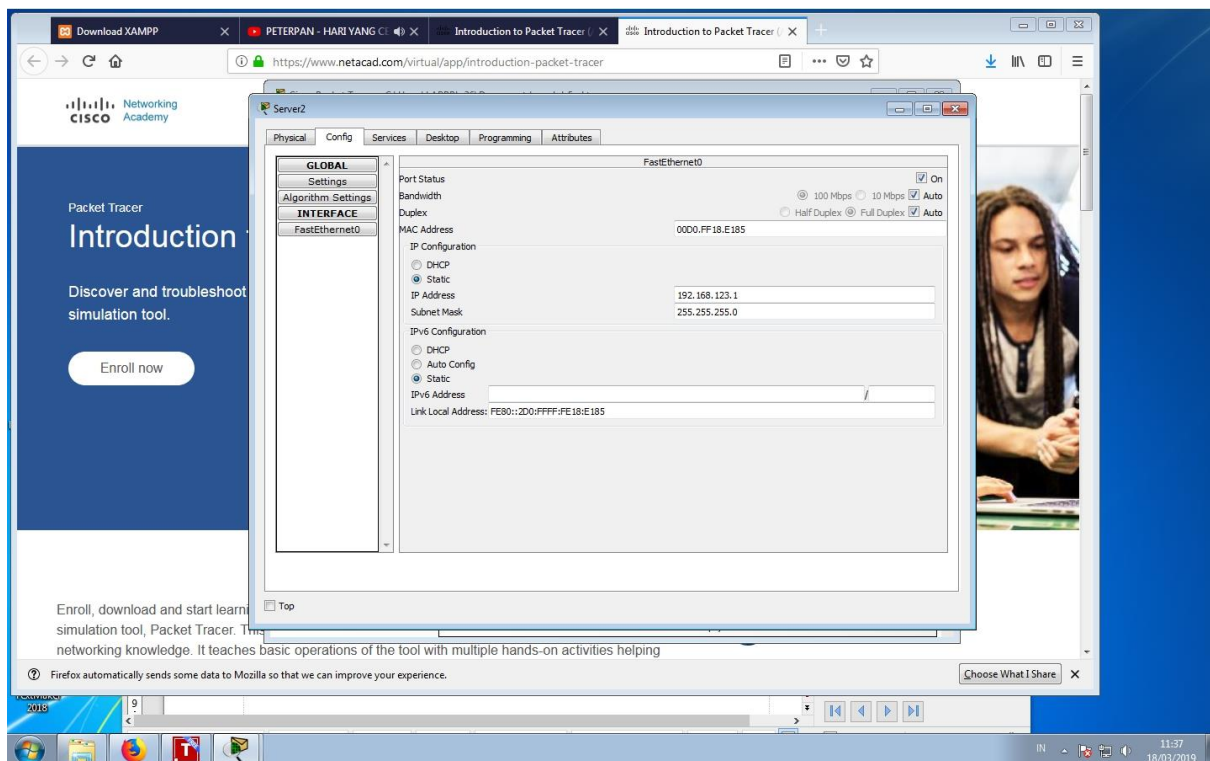 Download XAMPP
PETERPAN - HARI YANG CE
Introduction to Packet Tracer (
Introduction to Packet Tracer (
https://www.netacad.com/virtual/app/introduction-packet-tracer
CISCO
Networking
Academy
Packet Tracer
Introduction
Discover and troubleshoot
simulation tool.
Enroll now
Server2
Physical Config Services Desktop Programming Attributes
GLOBAL
Settings
Algorithm Settings
INTERFACE
FastEthernet0
FastEthernet0
Port Status On
Bandwidth 100 Mbps 10 Mbps Auto
Duplex Half Duplex Full Duplex Auto
MAC Address 00D0.FF18.E185
IP Configuration
DHCP
Static
IP Address 192.168.123.1
Subnet Mask 255.255.255.0
IPv6 Configuration
DHCP
Auto Config
Static
IPv6 Address /
Link Local Address: FE80::2D0:FFFF:FE18:E185
Top
Enroll, download and start learni
simulation tool, Packet Tracer. This
networking knowledge. It teaches basic operations of the tool with multiple hands-on activities helping
Firefox automatically sends some data to Mozilla so that we can improve your experience.
Choose What I Share
2018
9
IN
11:37
18/03/2019